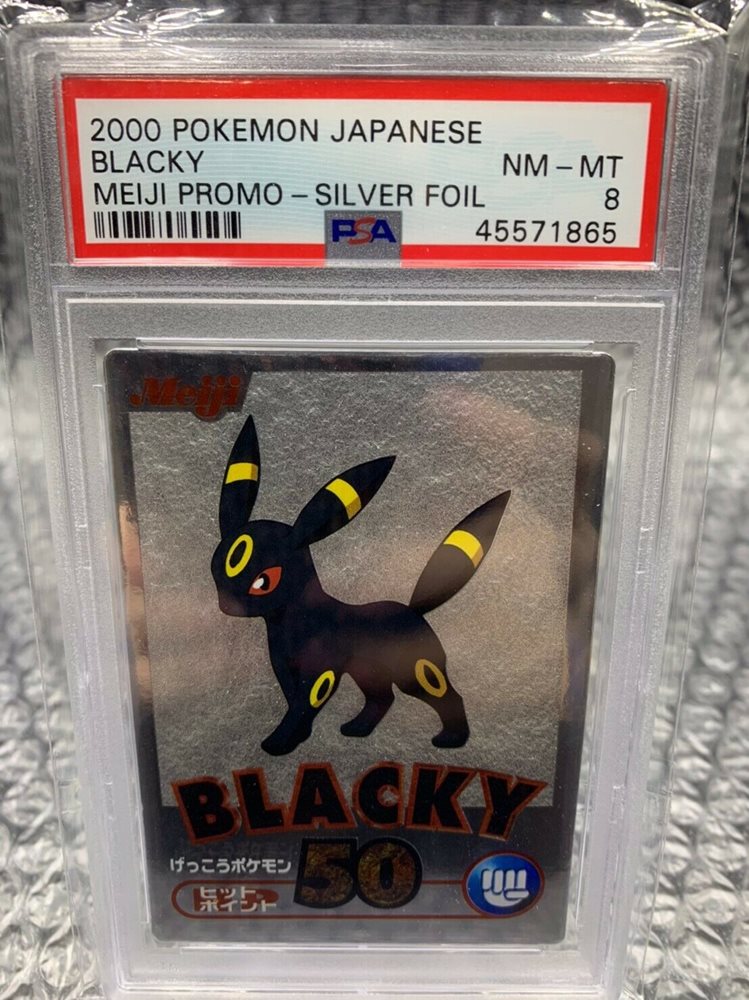 2000 POKEMON JAPANESE
BLACKY NM – MT
MEIJI PROMO – SILVER FOIL 8
PSA 45571865
Meiji
BLACKY
げっこうポケモン 50
ヒット
ポイント